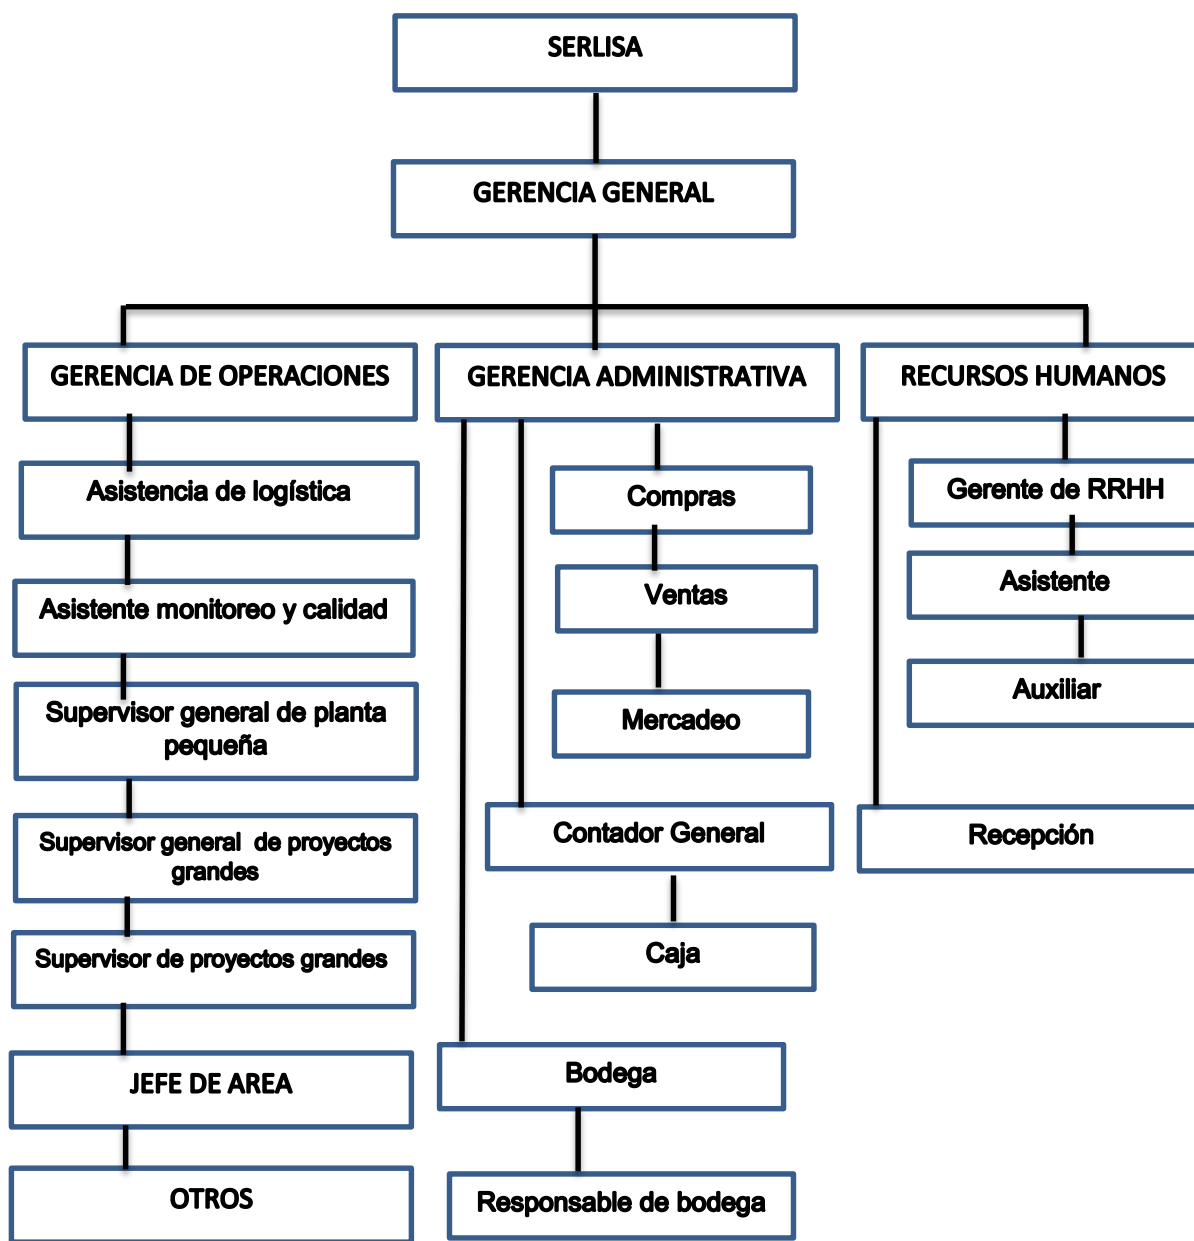 SERLISA
GERENCIA GENERAL
GERENCIA DE OPERACIONES
Asistencia de logística
Asistente monitoreo y calidad
Supervisor general de planta
pequeña
Supervisor general de proyectos
grandes
Supervisor de proyectos grandes
JEFE DE AREA
OTROS
GERENCIA ADMINISTRATIVA
Compras
Ventas
Mercadeo
Contador General
Caja
Bodega
Responsable de bodega
RECURSOS HUMANOS
Gerente de RRHH
Asistente
Auxiliar
Recepción